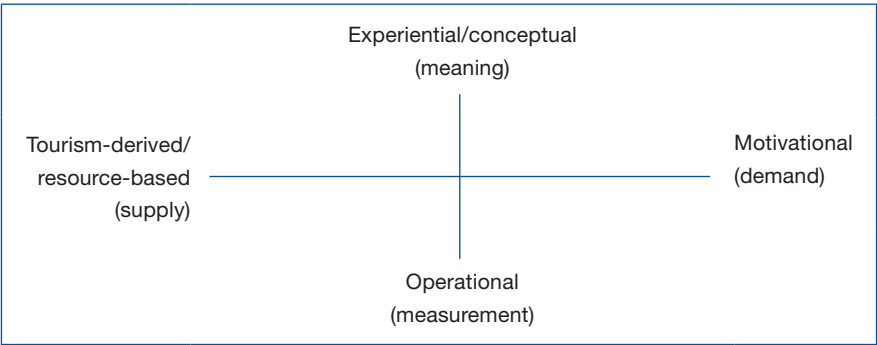 Experiential/conceptual
(meaning)
Tourism-derived/
resource-based
(supply)
Motivational
(demand)
Operational
(measurement)